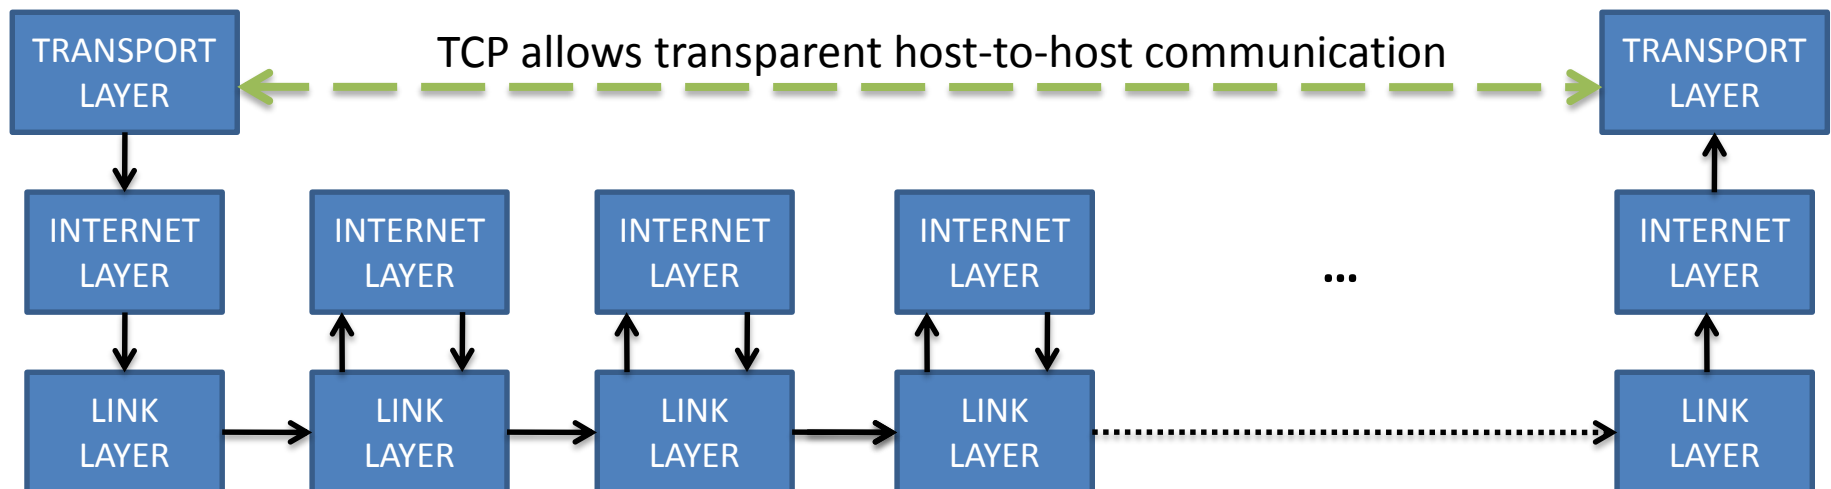 TRANSPORT
LAYER
TCP allows transparent host-to-host communication
TRANSPORT
LAYER
INTERNET
LAYER
INTERNET
LAYER
INTERNET
LAYER
INTERNET
LAYER
...
INTERNET
LAYER
LINK
LAYER
LINK
LAYER
LINK
LAYER
LINK
LAYER
LINK
LAYER